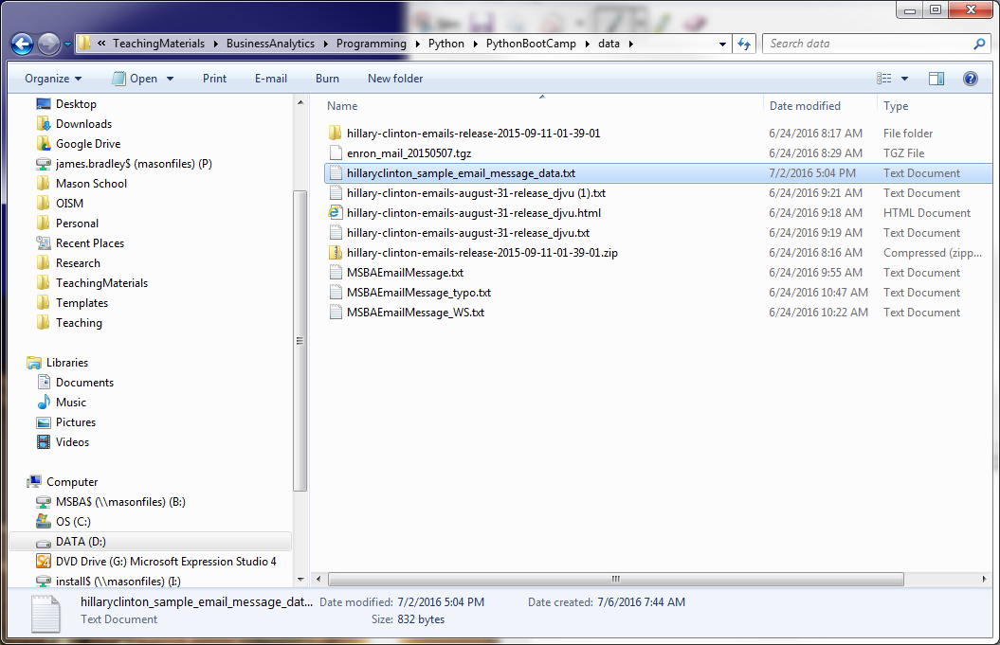 « TeachingMaterials BusinessAnalytics Programming Python PythonBootCamp data
Search data
Organize Open Print E-mail Burn New folder
Name Date modified Type
Desktop
Downloads
Google Drive
james.bradley$ (masonfiles) (P)
Mason School
OISM
Personal
Recent Places
Research
TeachingMaterials
Templates
Teaching
Libraries
Documents
Music
Pictures
Videos
Computer
MSBA$ (\\masonfiles) (B:)
OS (C:)
DATA (D:)
DVD Drive (G:) Microsoft Expression Studio 4
install$ (\\masonfiles) (I:)
hillary-clinton-emails-release-2015-09-11-01-39-01 6/24/2016 8:17 AM File folder
enron_mail_20150507.tgz 6/24/2016 8:29 AM TGZ File
hillaryclinton_sample_email_message_data.txt 7/2/2016 5:04 PM Text Document
hillary-clinton-emails-august-31-release_djvu (1).txt 6/24/2016 9:21 AM Text Document
hillary-clinton-emails-august-31-release_djvu.html 6/24/2016 9:18 AM HTML Document
hillary-clinton-emails-august-31-release_djvu.txt 6/24/2016 9:19 AM Text Document
hillary-clinton-emails-release-2015-09-11-01-39-01.zip 6/24/2016 8:16 AM Compressed (zipp...
MSBAEmailMessage.txt 6/24/2016 9:55 AM Text Document
MSBAEmailMessage_typo.txt 6/24/2016 10:47 AM Text Document
MSBAEmailMessage_WS.txt 6/24/2016 10:22 AM Text Document
hillaryclinton_sample_email_message_dat... Date modified: 7/2/2016 5:04 PM Date created: 7/6/2016 7:44 AM
Text Document Size: 832 bytes